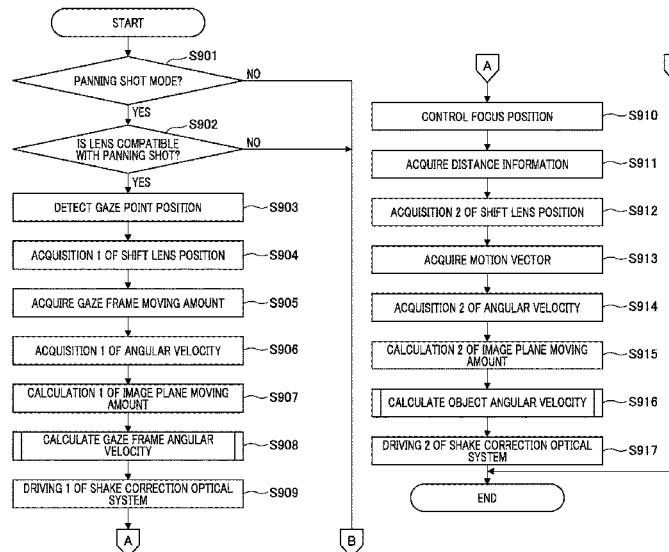 START
S901
PANNING SHOT MODE?
NO
YES
S902
IS LENS COMPATIBLE
WITH PANNING SHOT?
NO
YES
DETECT GAZE POINT POSITION
S903
ACQUISITION 1 OF SHIFT LENS POSITION
S904
ACQUIRE GAZE FRAME MOVING AMOUNT
S905
ACQUISITION 1 OF ANGULAR VELOCITY
S906
CALCULATION 1 OF IMAGE PLANE MOVING
AMOUNT
S907
CALCULATE GAZE FRAME ANGULAR
VELOCITY
S908
DRIVING 1 OF SHAKE CORRECTION OPTICAL
SYSTEM
S909
A
B
A
CONTROL FOCUS POSITION
S910
ACQUIRE DISTANCE INFORMATION
S911
ACQUISITION 2 OF SHIFT LENS POSITION
S912
ACQUIRE MOTION VECTOR
S913
ACQUISITION 2 OF ANGULAR VELOCITY
S914
CALCULATION 2 OF IMAGE PLANE MOVING
AMOUNT
S915
CALCULATE OBJECT ANGULAR VELOCITY
S916
DRIVING 2 OF SHAKE CORRECTION OPTICAL
SYSTEM
S917
END